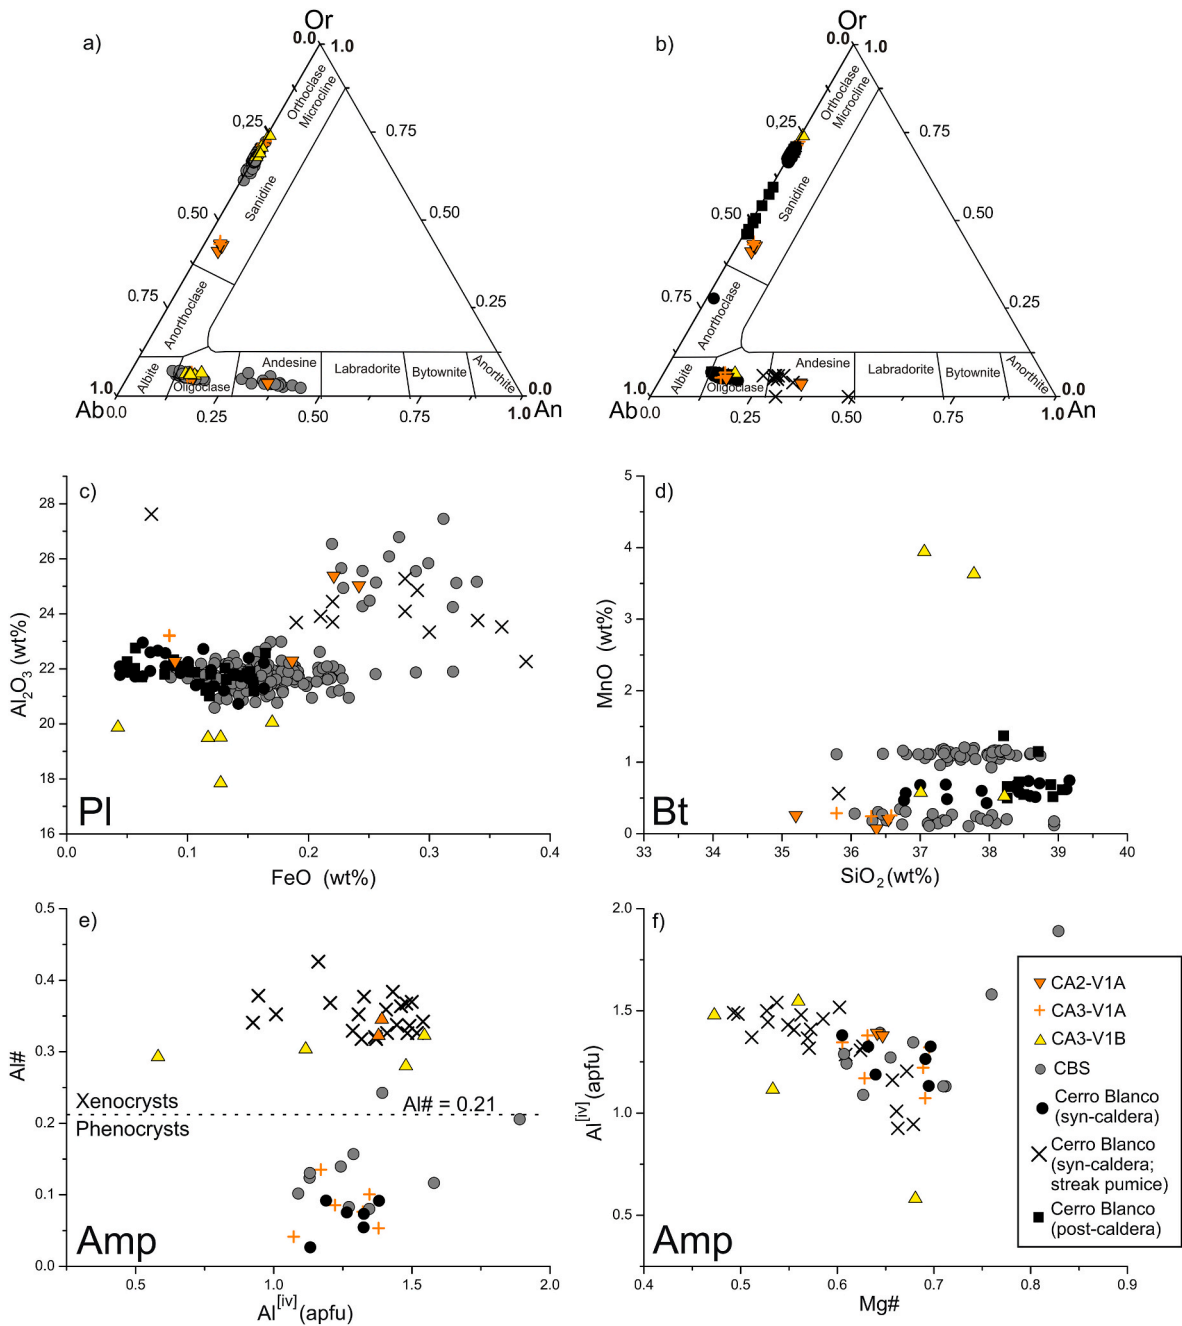 a)
Or
0.0
1.0
0,25
0.75
0.50
0.50
0.75
0.25
Orthoclase
Microcline
Sanidine
Anorthoclase
Albite
Oligoclase
Andesine
Labradorite
Bytownite
Anorthite
1.0
0.0
Ab
0.0
0.25
0.50
0.75
1.0
An
b)
Or
0.0
1.0
0,25
0.75
0.50
0.50
0.75
0.25
Orthoclase
Microcline
Sanidine
Anorthoclase
Albite
Oligoclase
Andesine
Labradorite
Bytownite
Anorthite
1.0
0.0
Ab
0.0
0.25
0.50
0.75
1.0
An
c)
28
26
24
22
20
18
16
Al2O3 (wt%)
Pl
0.0
0.1
0.2
0.3
0.4
FeO (wt%)
d)
5
4
3
2
1
0
MnO (wt%)
Bt
33
34
35
36
37
38
39
40
SiO2 (wt%)
e)
0.5
0.4
0.3
0.2
0.1
0.0
Al#
Xenocrysts
Al# = 0.21
Phenocrysts
Amp
0.5
1.0
1.5
2.0
Al[iv] (apfu)
f)
2.0
1.5
1.0
0.5
Al[iv] (apfu)
Amp
0.4
0.5
0.6
0.7
0.8
0.9
Mg#
CA2-V1A
CA3-V1A
CA3-V1B
CBS
Cerro Blanco
(syn-caldera)
Cerro Blanco
(syn-caldera;
streak pumice)
Cerro Blanco
(post-caldera)